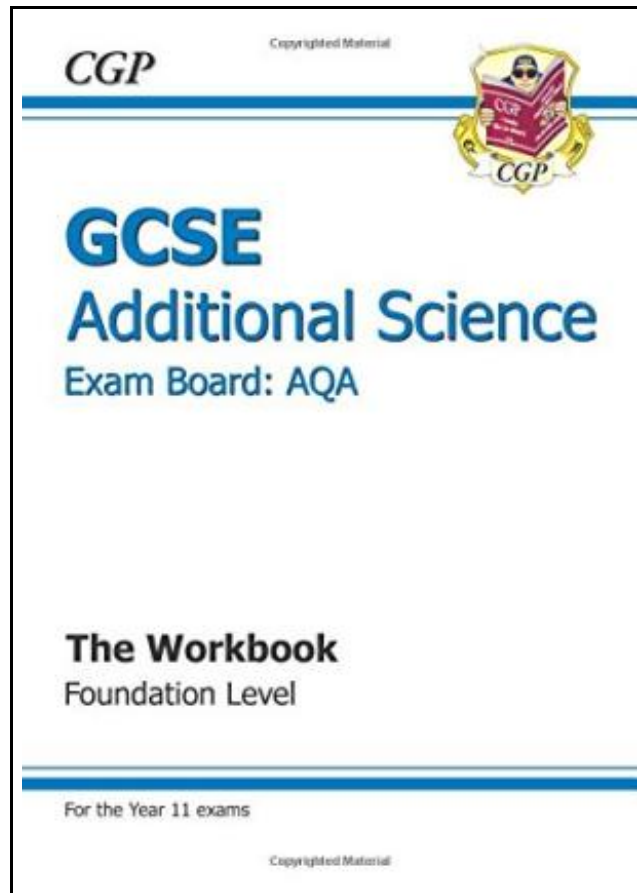 Copyrighted Material
CGP
CGP
CGP
GCSE
Additional Science
Exam Board: AQA
The Workbook
Foundation Level
For the Year 11 exams
Copyrighted Material